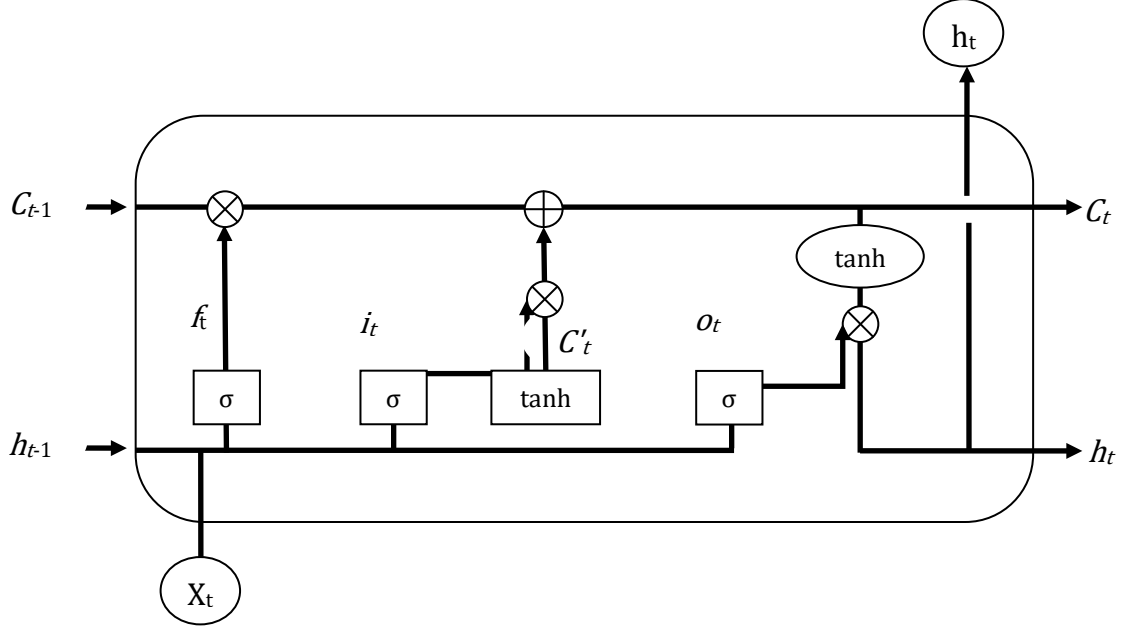 hₜ
Cₜ₋₁
Cₜ
tanh
fₜ
iₜ
C'ₜ
oₜ
σ
σ
tanh
σ
hₜ₋₁
hₜ
Xₜ